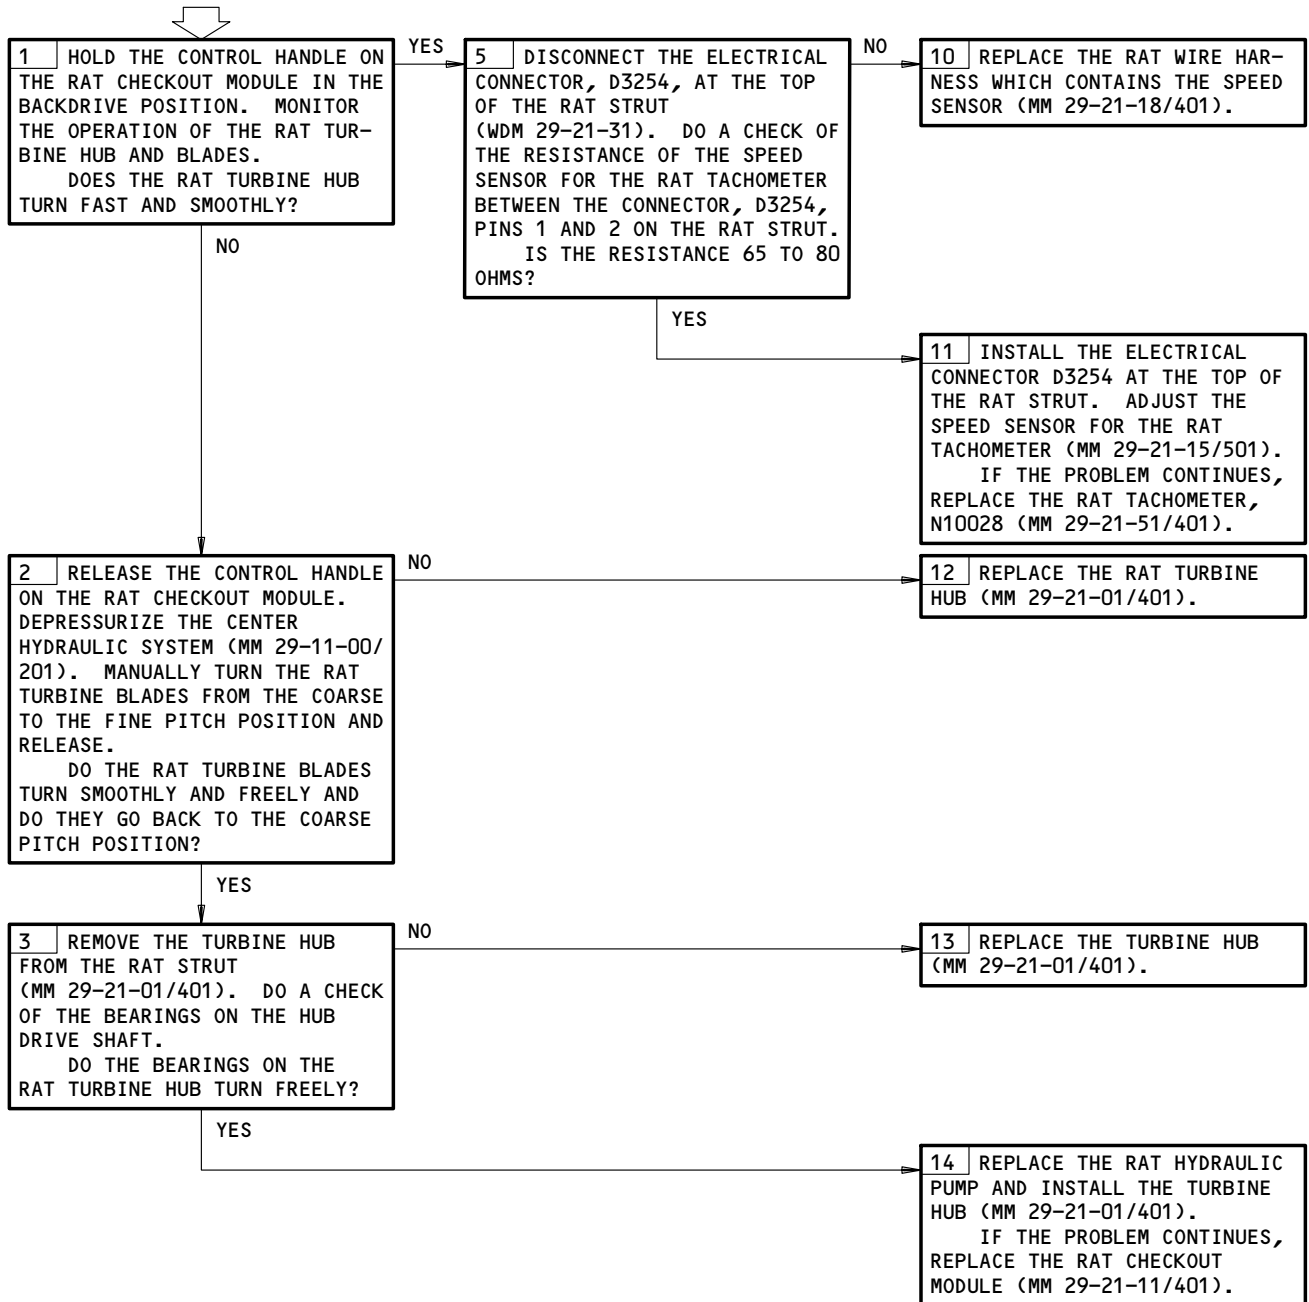 1 HOLD THE CONTROL HANDLE ON
THE RAT CHECKOUT MODULE IN THE
BACKDRIVE POSITION. MONITOR
THE OPERATION OF THE RAT TUR-
BINE HUB AND BLADES.
DOES THE RAT TURBINE HUB
TURN FAST AND SMOOTHLY?
YES
NO
5 DISCONNECT THE ELECTRICAL
CONNECTOR, D3254, AT THE TOP
OF THE RAT STRUT
(WDM 29-21-31). DO A CHECK OF
THE RESISTANCE OF THE SPEED
SENSOR FOR THE RAT TACHOMETER
BETWEEN THE CONNECTOR, D3254,
PINS 1 AND 2 ON THE RAT STRUT.
IS THE RESISTANCE 65 TO 80
OHMS?
NO
YES
10 REPLACE THE RAT WIRE HAR-
NESS WHICH CONTAINS THE SPEED
SENSOR (MM 29-21-18/401).
11 INSTALL THE ELECTRICAL
CONNECTOR D3254 AT THE TOP OF
THE RAT STRUT. ADJUST THE
SPEED SENSOR FOR THE RAT
TACHOMETER (MM 29-21-15/501).
IF THE PROBLEM CONTINUES,
REPLACE THE RAT TACHOMETER,
N10028 (MM 29-21-51/401).
2 RELEASE THE CONTROL HANDLE
ON THE RAT CHECKOUT MODULE.
DEPRESSURIZE THE CENTER
HYDRAULIC SYSTEM (MM 29-11-00/
201). MANUALLY TURN THE RAT
TURBINE BLADES FROM THE COARSE
TO THE FINE PITCH POSITION AND
RELEASE.
DO THE RAT TURBINE BLADES
TURN SMOOTHLY AND FREELY AND
DO THEY GO BACK TO THE COARSE
PITCH POSITION?
NO
YES
12 REPLACE THE RAT TURBINE
HUB (MM 29-21-01/401).
3 REMOVE THE TURBINE HUB
FROM THE RAT STRUT
(MM 29-21-01/401). DO A CHECK
OF THE BEARINGS ON THE HUB
DRIVE SHAFT.
DO THE BEARINGS ON THE
RAT TURBINE HUB TURN FREELY?
NO
YES
13 REPLACE THE TURBINE HUB
(MM 29-21-01/401).
14 REPLACE THE RAT HYDRAULIC
PUMP AND INSTALL THE TURBINE
HUB (MM 29-21-01/401).
IF THE PROBLEM CONTINUES,
REPLACE THE RAT CHECKOUT
MODULE (MM 29-21-11/401).